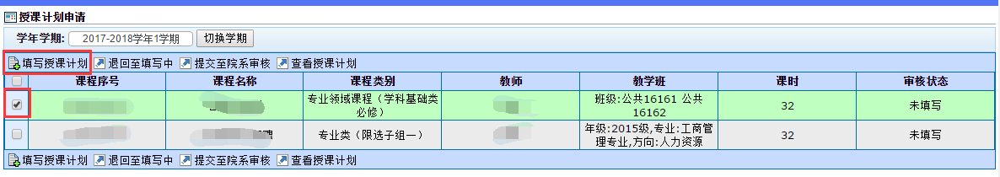 授课计划申请
学年学期: 2017-2018学年1学期 切换学期
填写授课计划 退回至填写中 提交至院系审核 查看授课计划
课程序号 课程名称 课程类别 教师 教学班 课时 审核状态
专业领域课程（学科基础类必修） 班级:公共16161 公共16162 32 未填写
专业类（限选子组一） 年级:2015级,专业:工商管理专业,方向:人力资源 32 未填写
填写授课计划 退回至填写中 提交至院系审核 查看授课计划